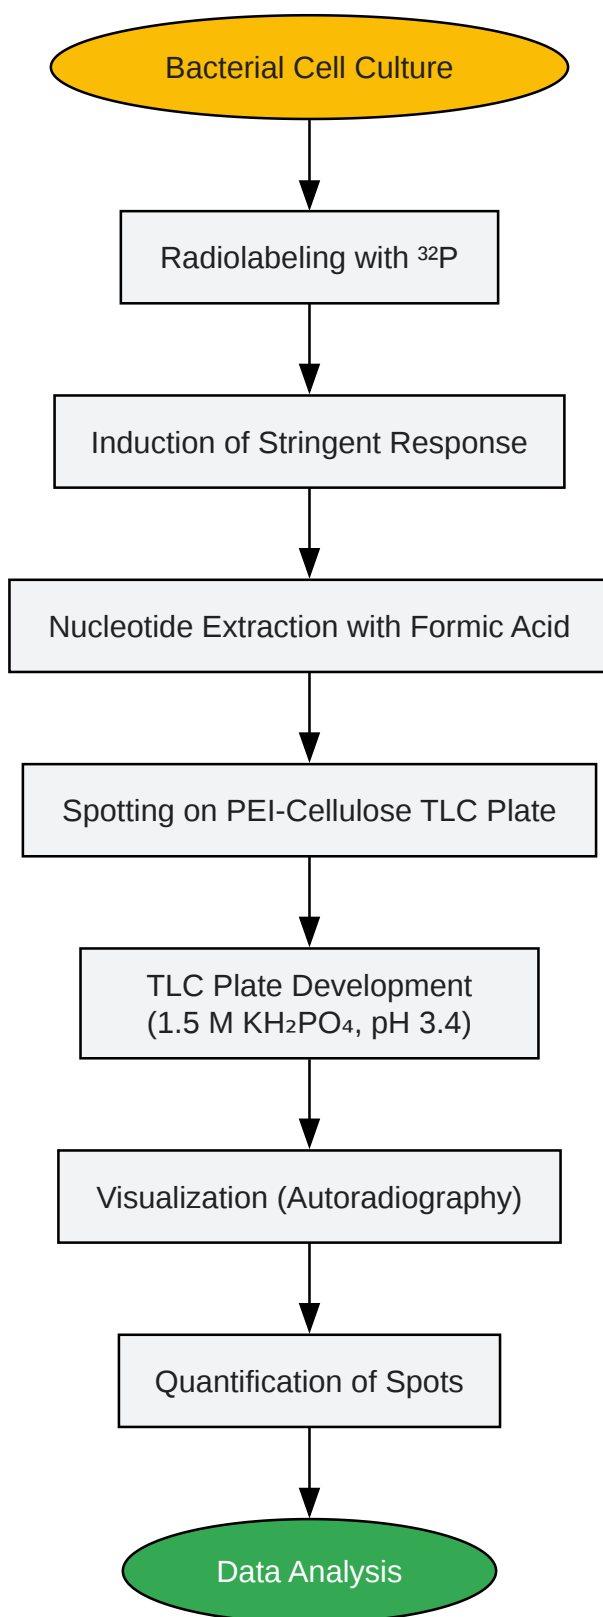 Bacterial Cell Culture
Radiolabeling with ³²P
Induction of Stringent Response
Nucleotide Extraction with Formic Acid
Spotting on PEI-Cellulose TLC Plate
TLC Plate Development
(1.5 M KH₂PO₄, pH 3.4)
Visualization (Autoradiography)
Quantification of Spots
Data Analysis